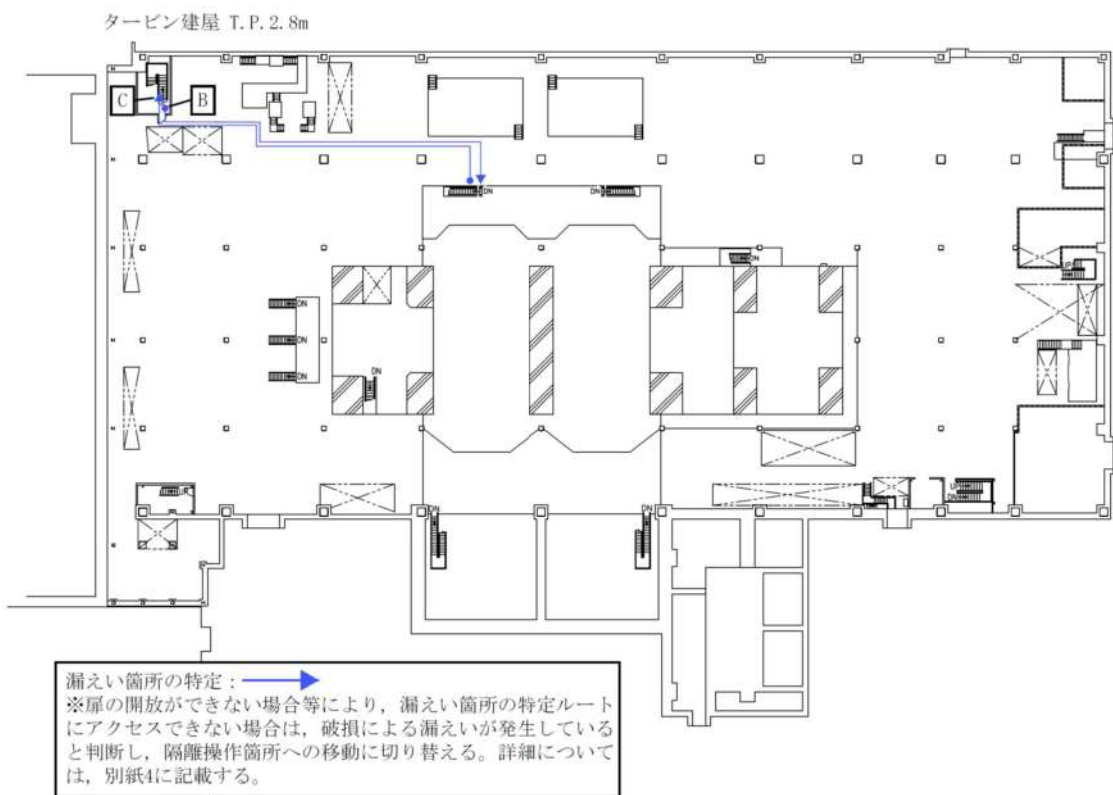 タービン建屋 T.P.2.8m
C
B
DN
DN
DN
DN
DN
DN
DN
UP
UP
UP
DN
DN
DN
漏えい箇所の特定：
※扉の開放ができない場合等により，漏えい箇所の特定ルート
にアクセスできない場合は，破損による漏えいが発生している
と判断し，隔離操作箇所への移動に切り替える。詳細について
は，別紙4に記載する。